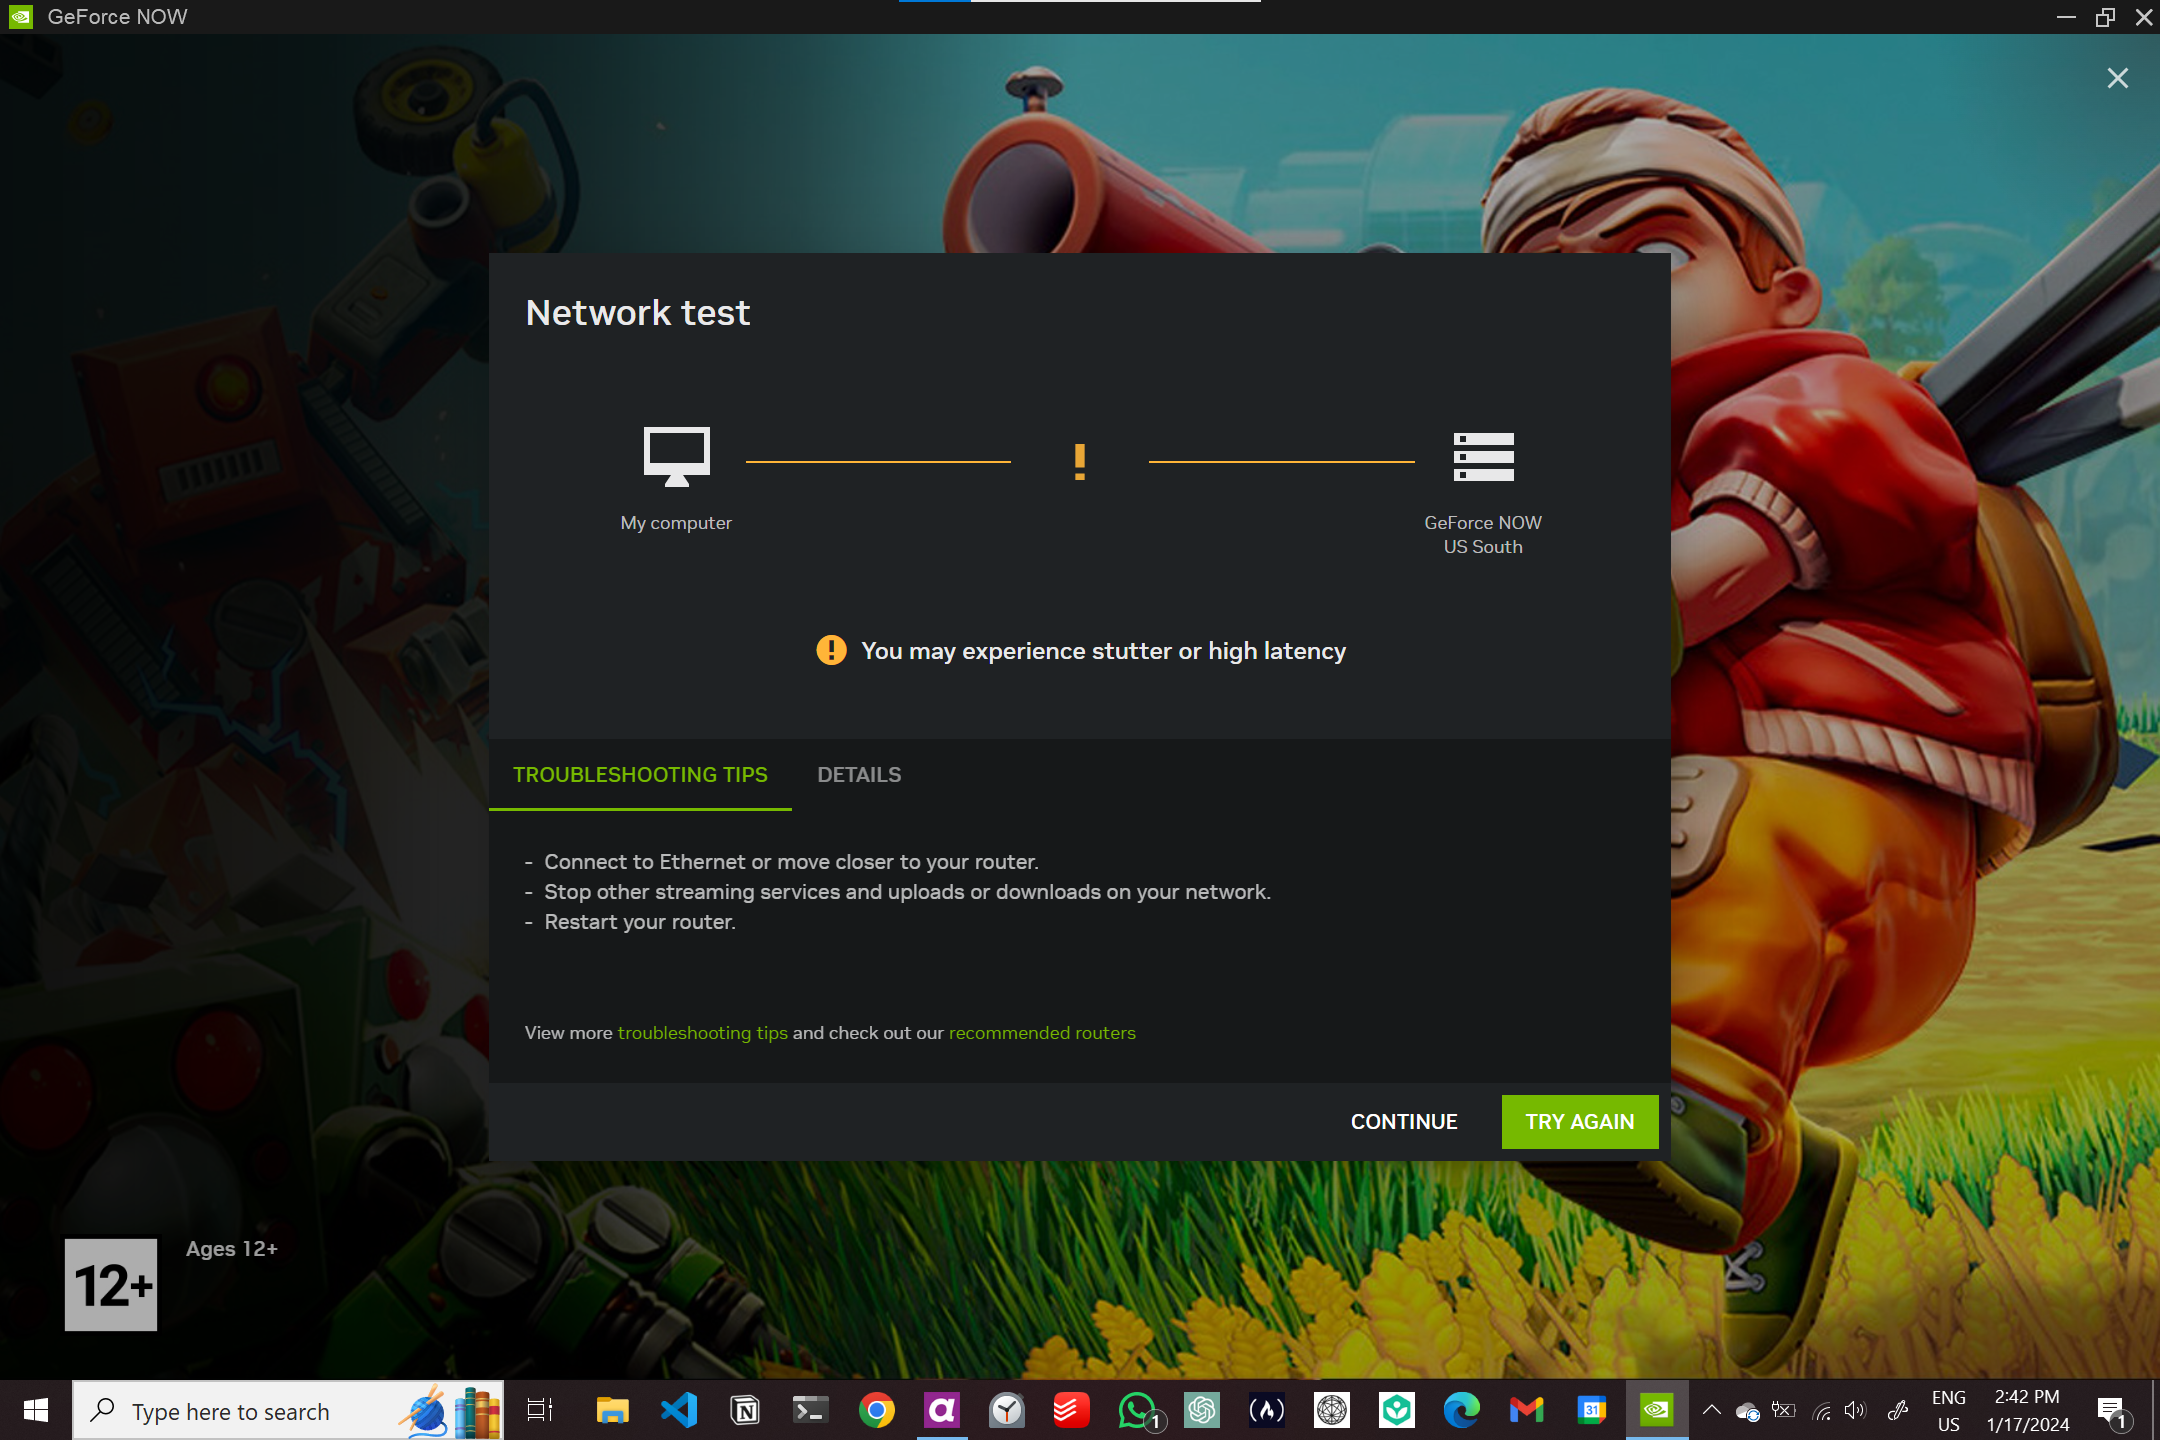 GeForce NOW
Network test
My computer
GeForce NOW
US South
You may experience stutter or high latency
TROUBLESHOOTING TIPS
DETAILS
- Connect to Ethernet or move closer to your router.
- Stop other streaming services and uploads or downloads on your network.
- Restart your router.
View more troubleshooting tips and check out our recommended routers
CONTINUE
TRY AGAIN
12+
Ages 12+
Type here to search
1
31
ENG
US
2:42 PM
1/17/2024
1